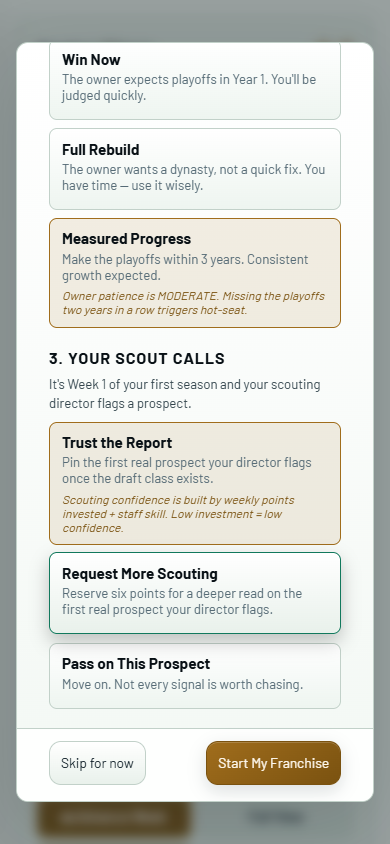 Win Now
The owner expects playoffs in Year 1. You'll be
judged quickly.
Full Rebuild
The owner wants a dynasty, not a quick fix. You
have time — use it wisely.
Measured Progress
Make the playoffs within 3 years. Consistent
growth expected.
Owner patience is MODERATE. Missing the playoffs
two years in a row triggers hot-seat.
3. YOUR SCOUT CALLS
It's Week 1 of your first season and your scouting
director flags a prospect.
Trust the Report
Pin the first real prospect your director flags
once the draft class exists.
Scouting confidence is built by weekly points
invested + staff skill. Low investment = low
confidence.
Request More Scouting
Reserve six points for a deeper read on the
first real prospect your director flags.
Pass on This Prospect
Move on. Not every signal is worth chasing.
Skip for now
Start My Franchise